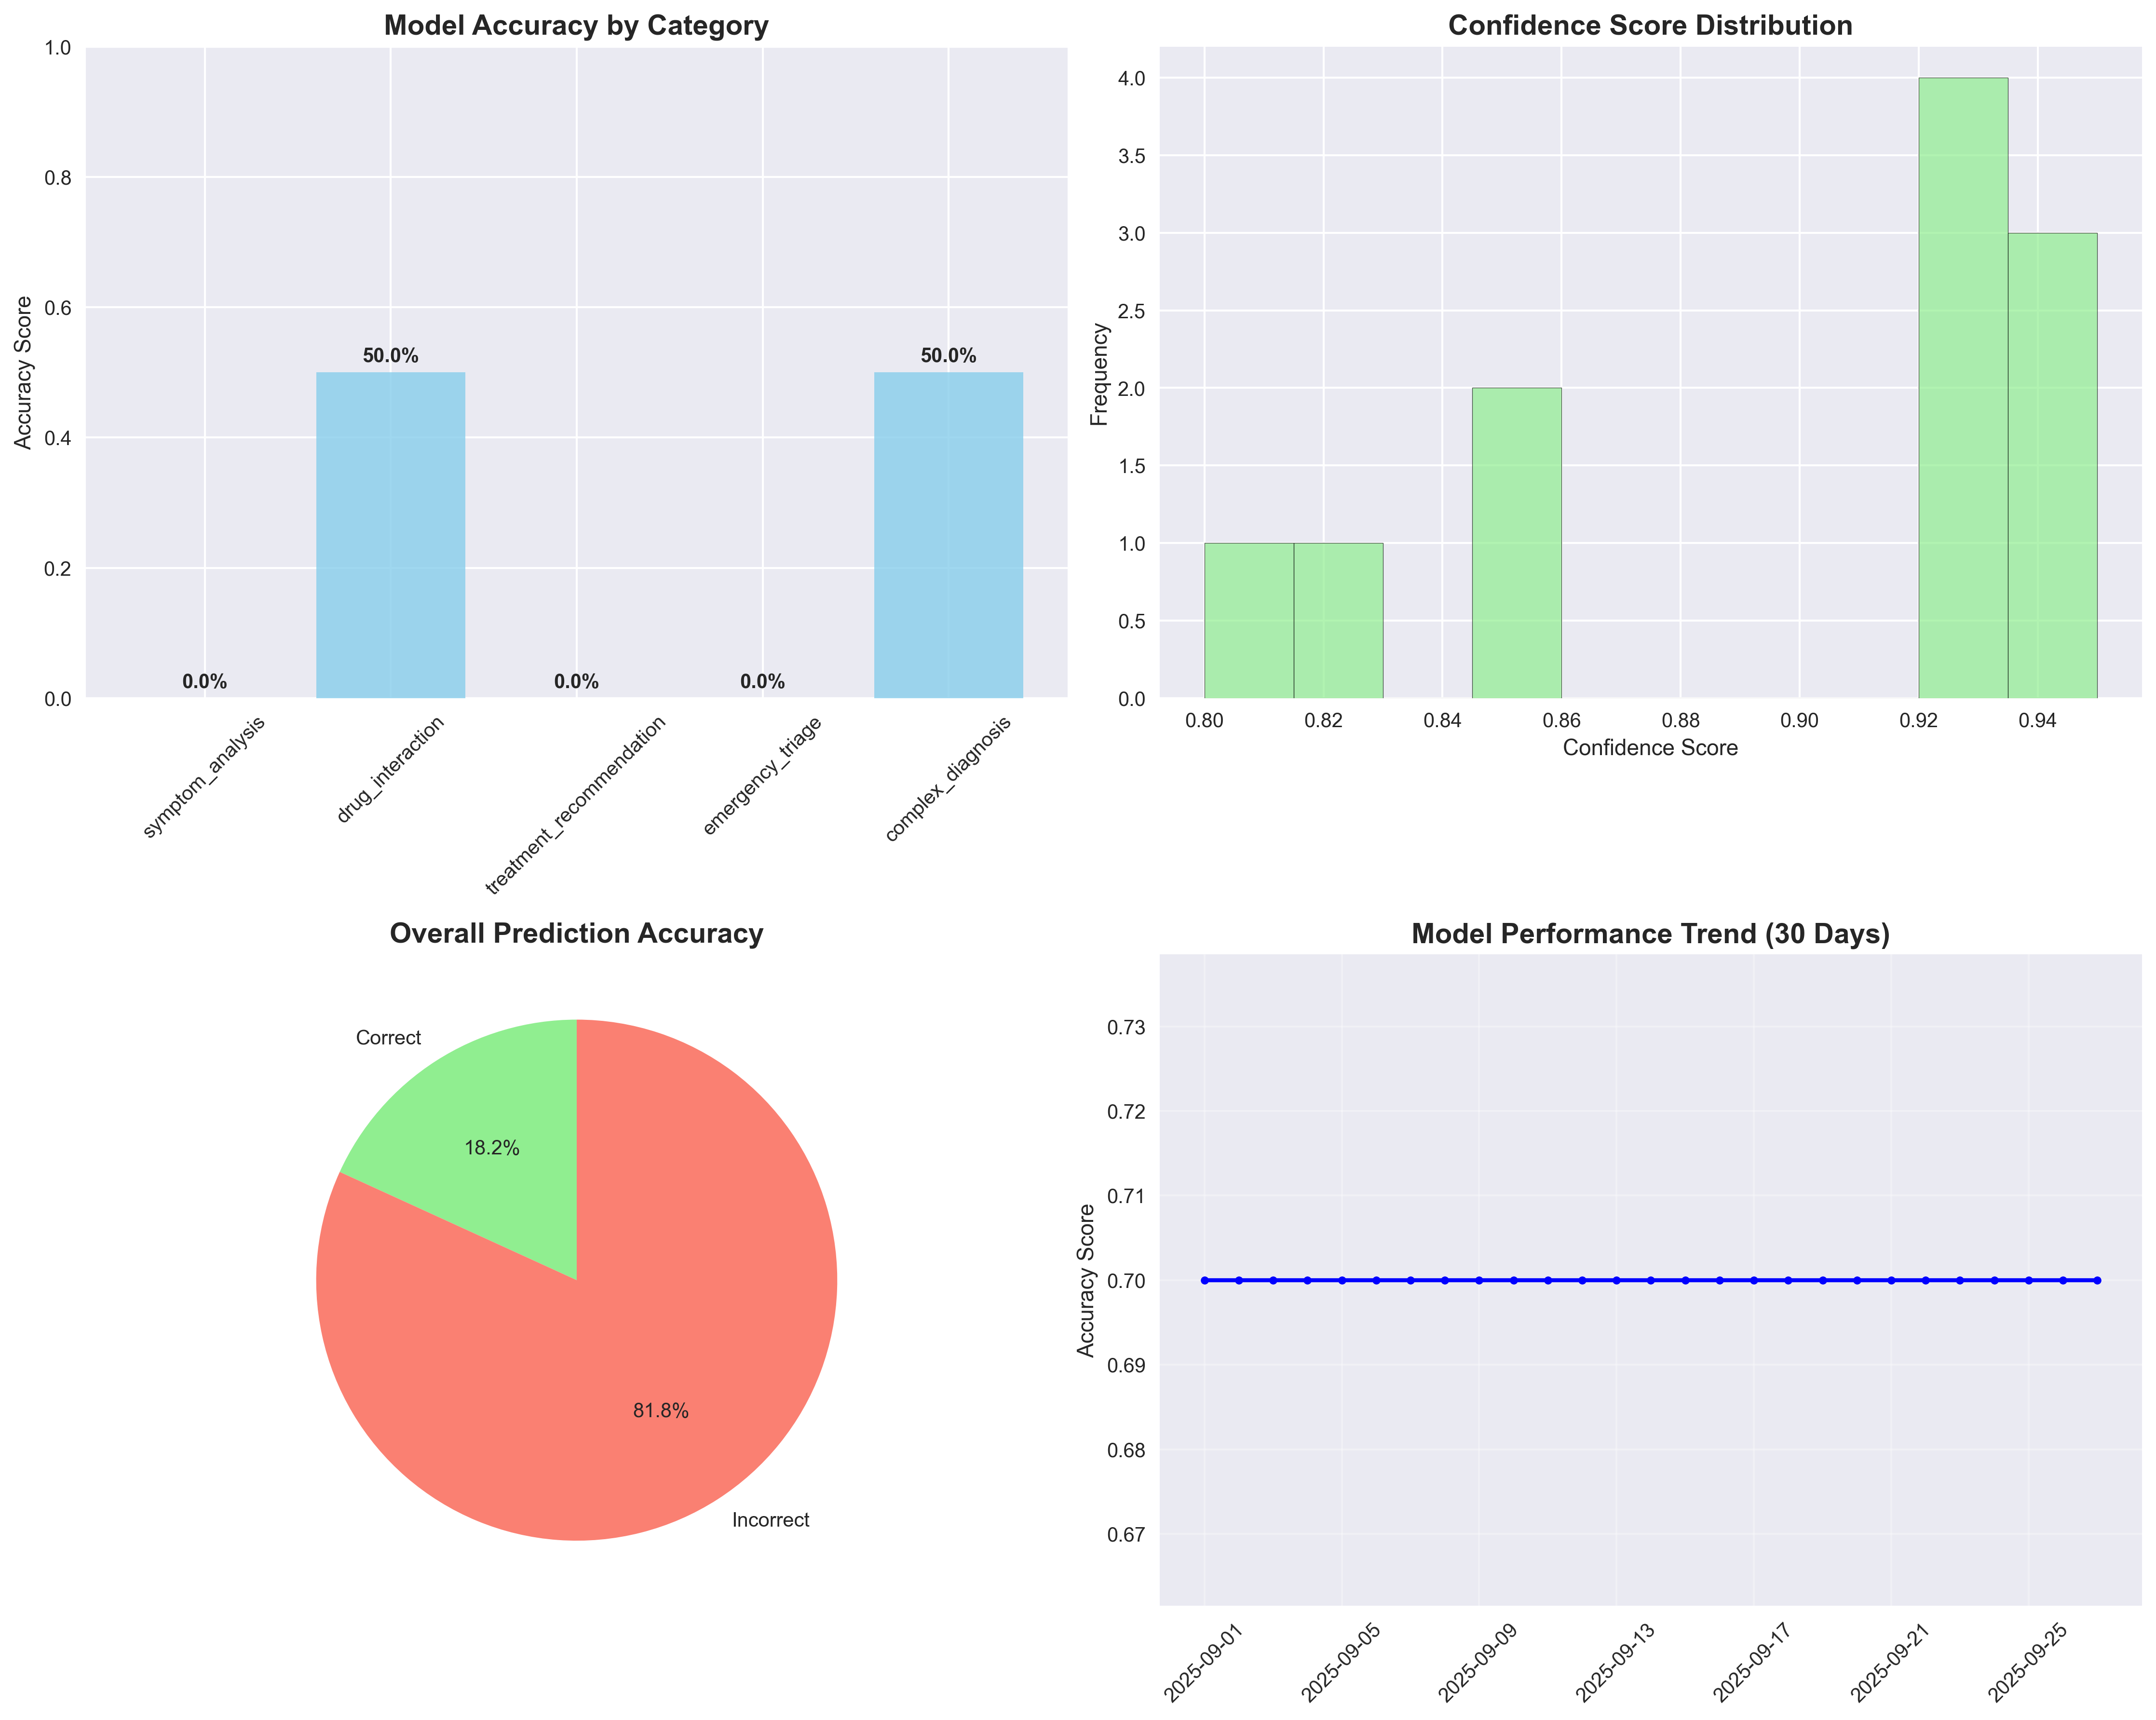 Model Accuracy by Category
1.0
0.8
0.6
0.4
0.2
0.0
Accuracy Score
0.0%
50.0%
0.0%
0.0%
50.0%
symptom_analysis
drug_interaction
treatment_recommendation
emergency_triage
complex_diagnosis
Confidence Score Distribution
4.0
3.5
3.0
2.5
2.0
1.5
1.0
0.5
0.0
Frequency
0.80
0.82
0.84
0.86
0.88
0.90
0.92
0.94
Confidence Score
Overall Prediction Accuracy
Correct
18.2%
81.8%
Incorrect
Model Performance Trend (30 Days)
0.73
0.72
0.71
0.70
0.69
0.68
0.67
Accuracy Score
2025-09-01
2025-09-05
2025-09-09
2025-09-13
2025-09-17
2025-09-21
2025-09-25